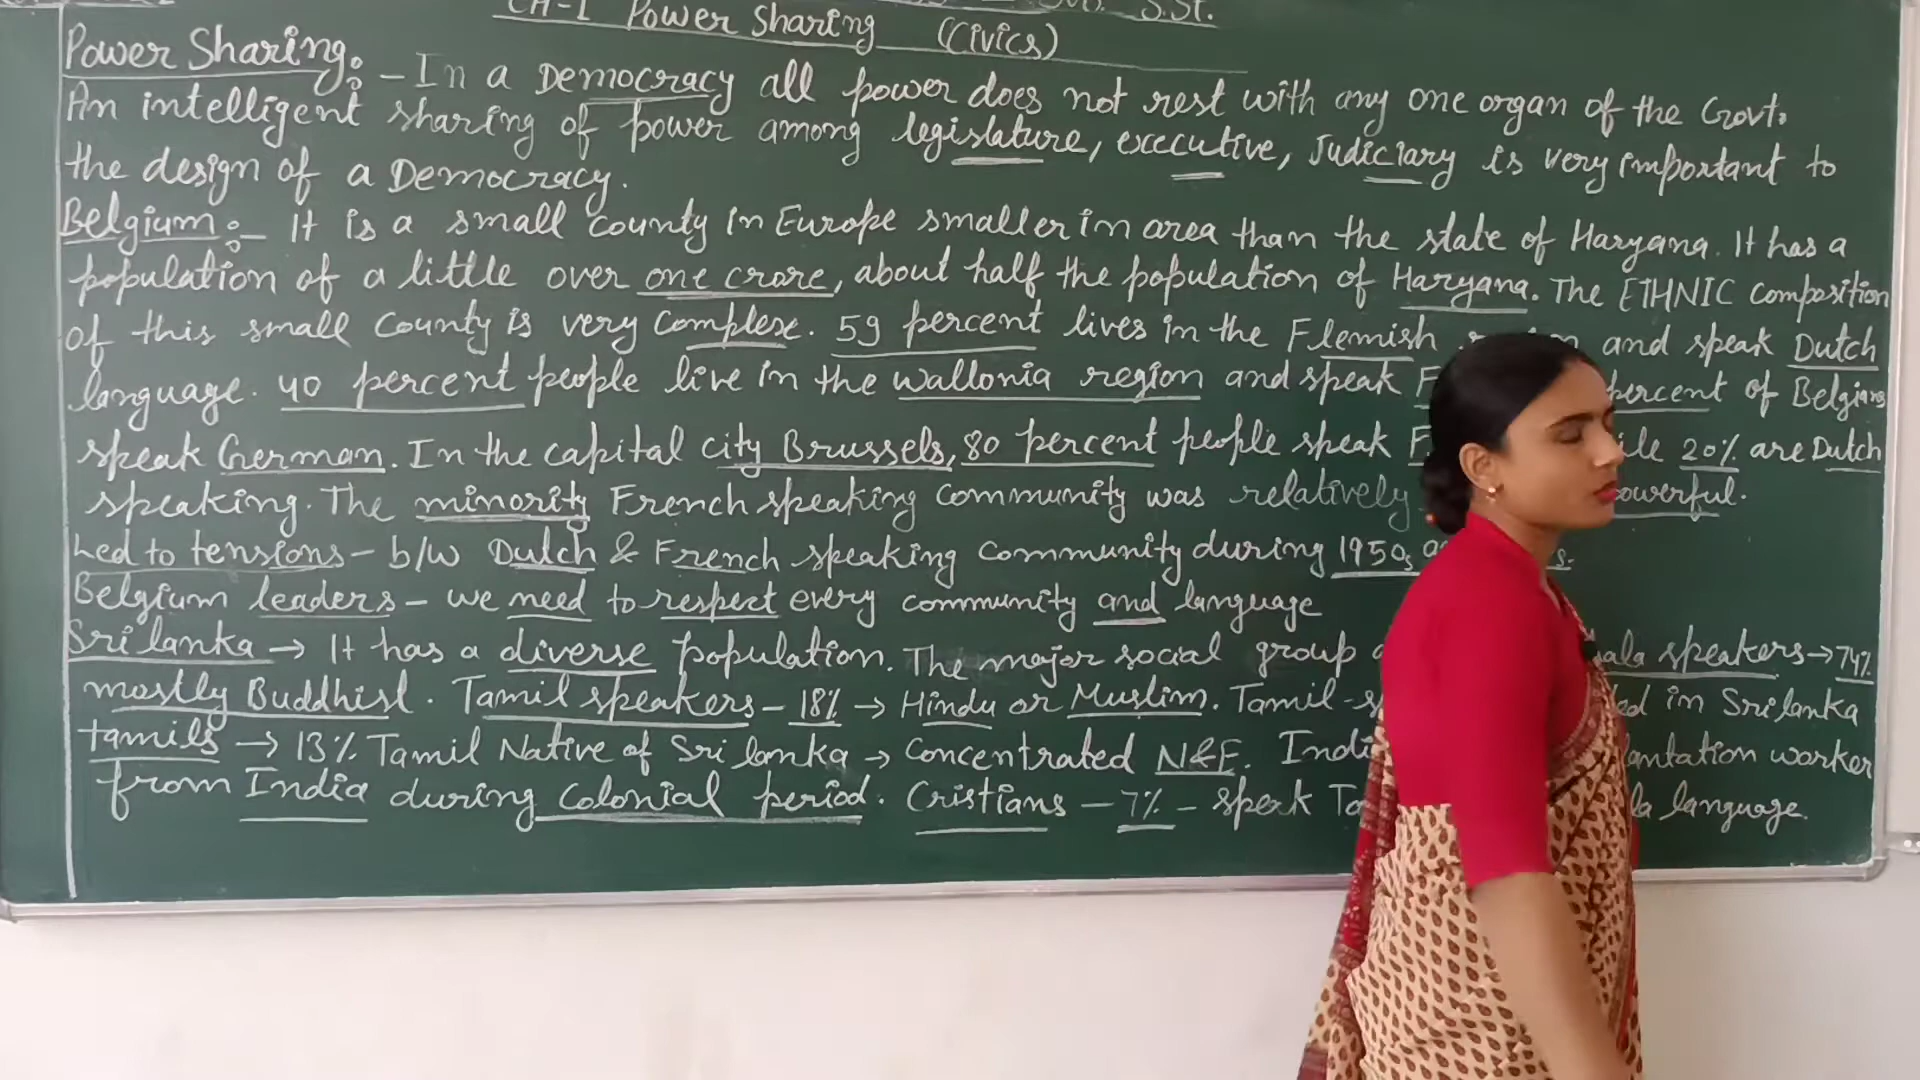 CH-1 Power Sharing (Civics) S.St.
Power Sharing: - In a Democracy all power does not rest with any one organ of the Govt.
An intelligent sharing of power among legislature, executive, Judiciary is very important to
the design of a Democracy.
Belgium:- It is a small county in Europe smaller in area than the state of Haryana. It has a
population of a little over one crore, about half the population of Haryana. The ETHNIC composition
of this small County is very Complex. 59 percent lives in the Flemish and speak Dutch
language. 40 percent people live in the Wallonia region and speak percent of Belgians
speak German. In the capital city Brussels, 80 percent people speak 20% are Dutch
speaking. The minority French speaking community was relatively powerful.
Led to tensions - b/w Dutch & French speaking Community during 1950s
Belgium leaders - we need to respect every community and language
Sri lanka → It has a diverse population. The major social group speakers → 74%
mostly Buddhist. Tamil speakers - 18% → Hindu or Muslim. Tamil in Sri lanka
tamils → 13% Tamil Native of Sri lanka → Concentrated N&E. worker
from India during Colonial period. Cristians - 7% - speak language.